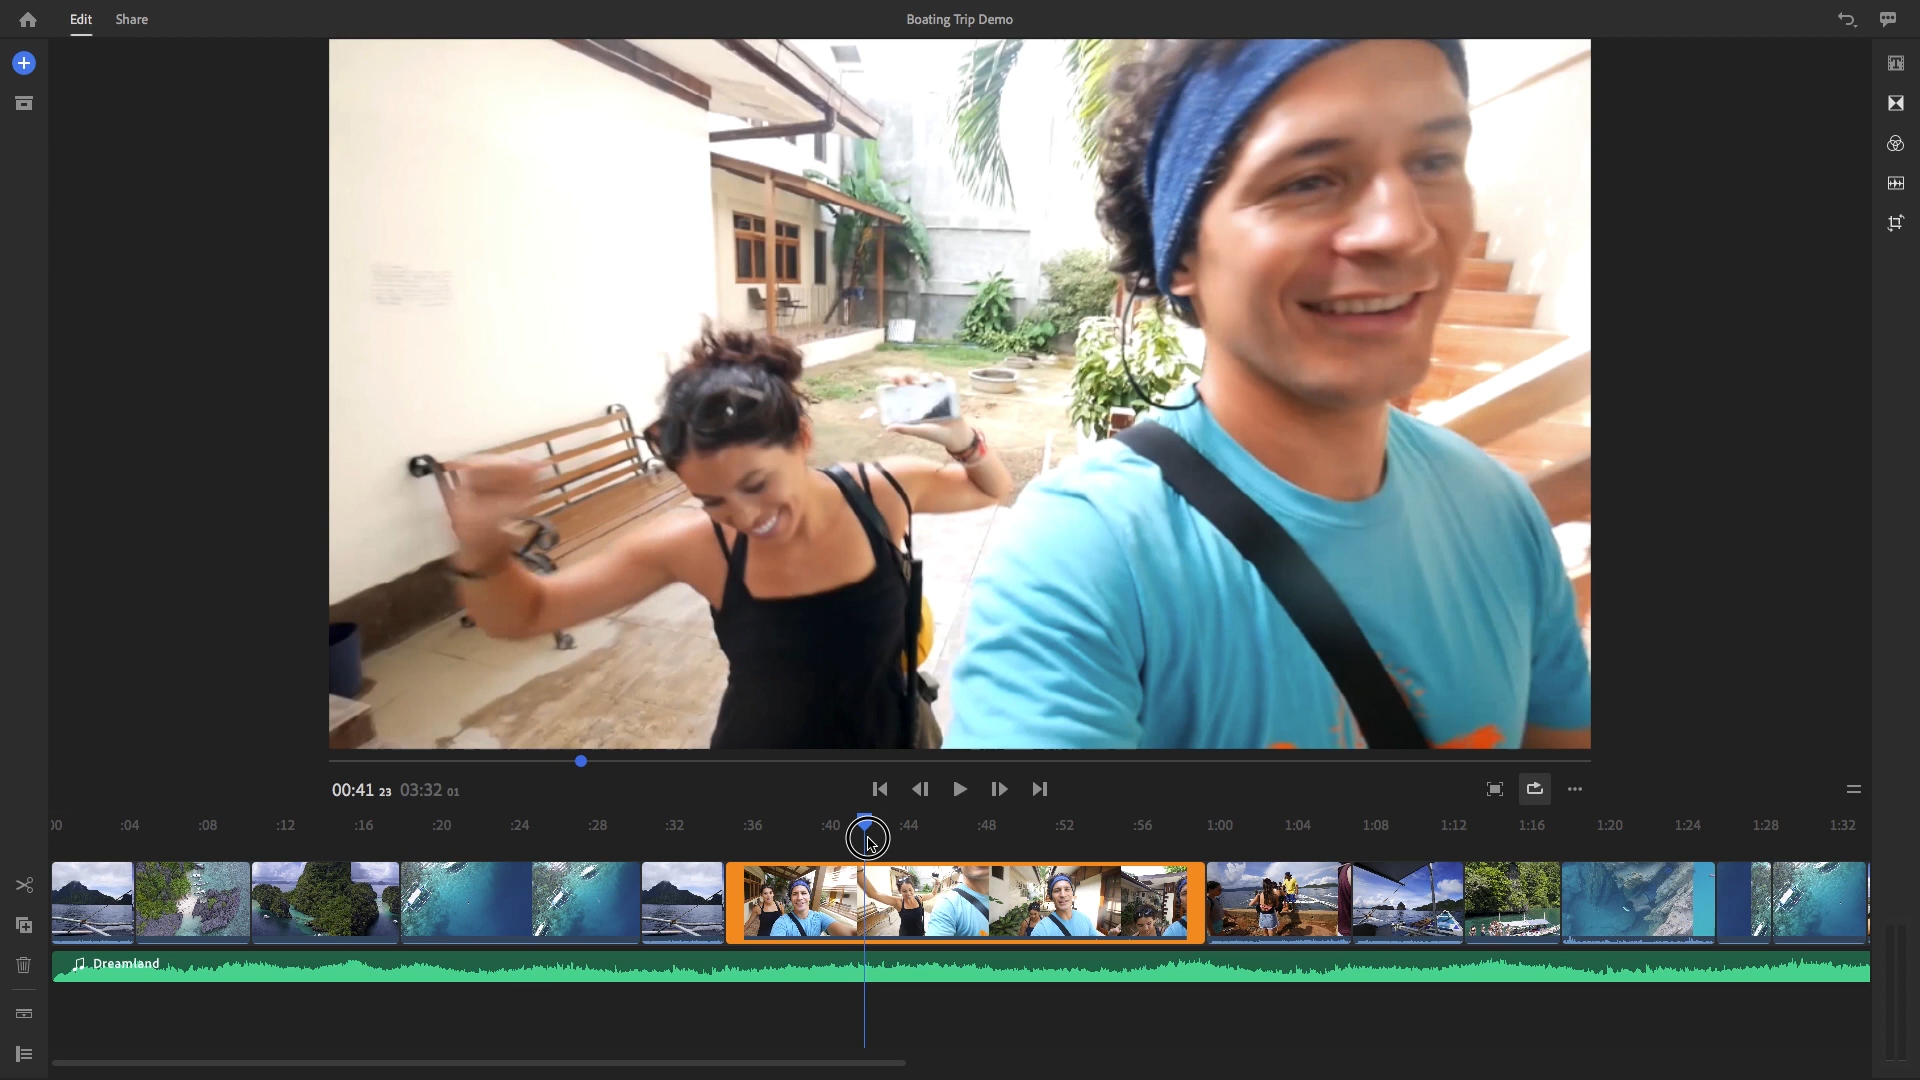 Edit Share Boating Trip Demo
00:41 23 03:32 01
00 :04 :08 :12 :16 :20 :24 :28 :32 :36 :40 :44 :48 :52 :56 1:00 1:04 1:08 1:12 1:16 1:20 1:24 1:28 1:32
Dreamland